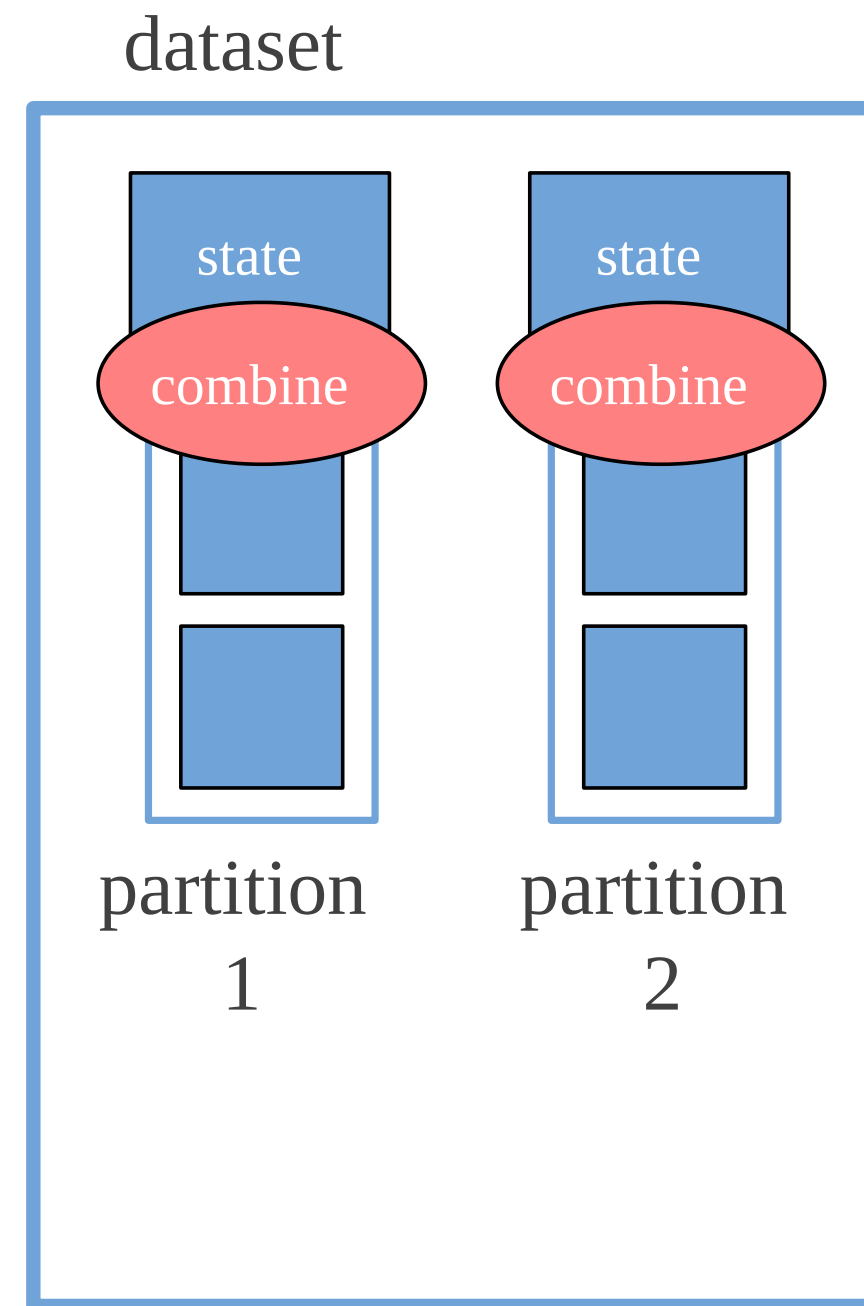 dataset
state
state
combine
combine
partition
1
partition
2